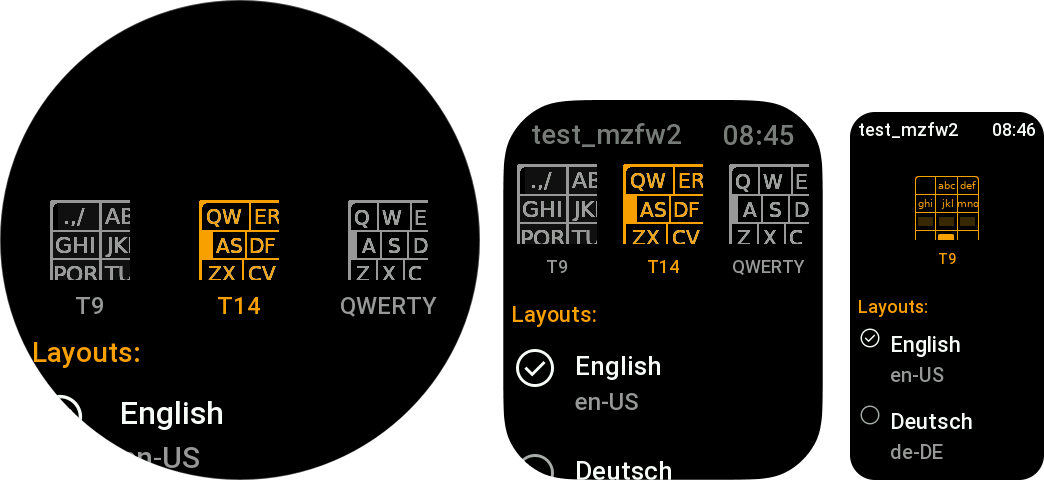 .,/ AB
GHI JK
PQR TU
T9
QW ER
AS DF
ZX CV
T14
Q W E
A S D
Z X C
QWERTY
Layouts:
English
en-US
test_mzfw2 08:45
.,/ AB
GHI JK
PQR TU
T9
QW ER
AS DF
ZX CV
T14
Q W E
A S D
Z X C
QWERTY
Layouts:
English
en-US
Deutsch
test_mzfw2 08:46
abc def
ghi jkl mno
T9
Layouts:
English
en-US
Deutsch
de-DE